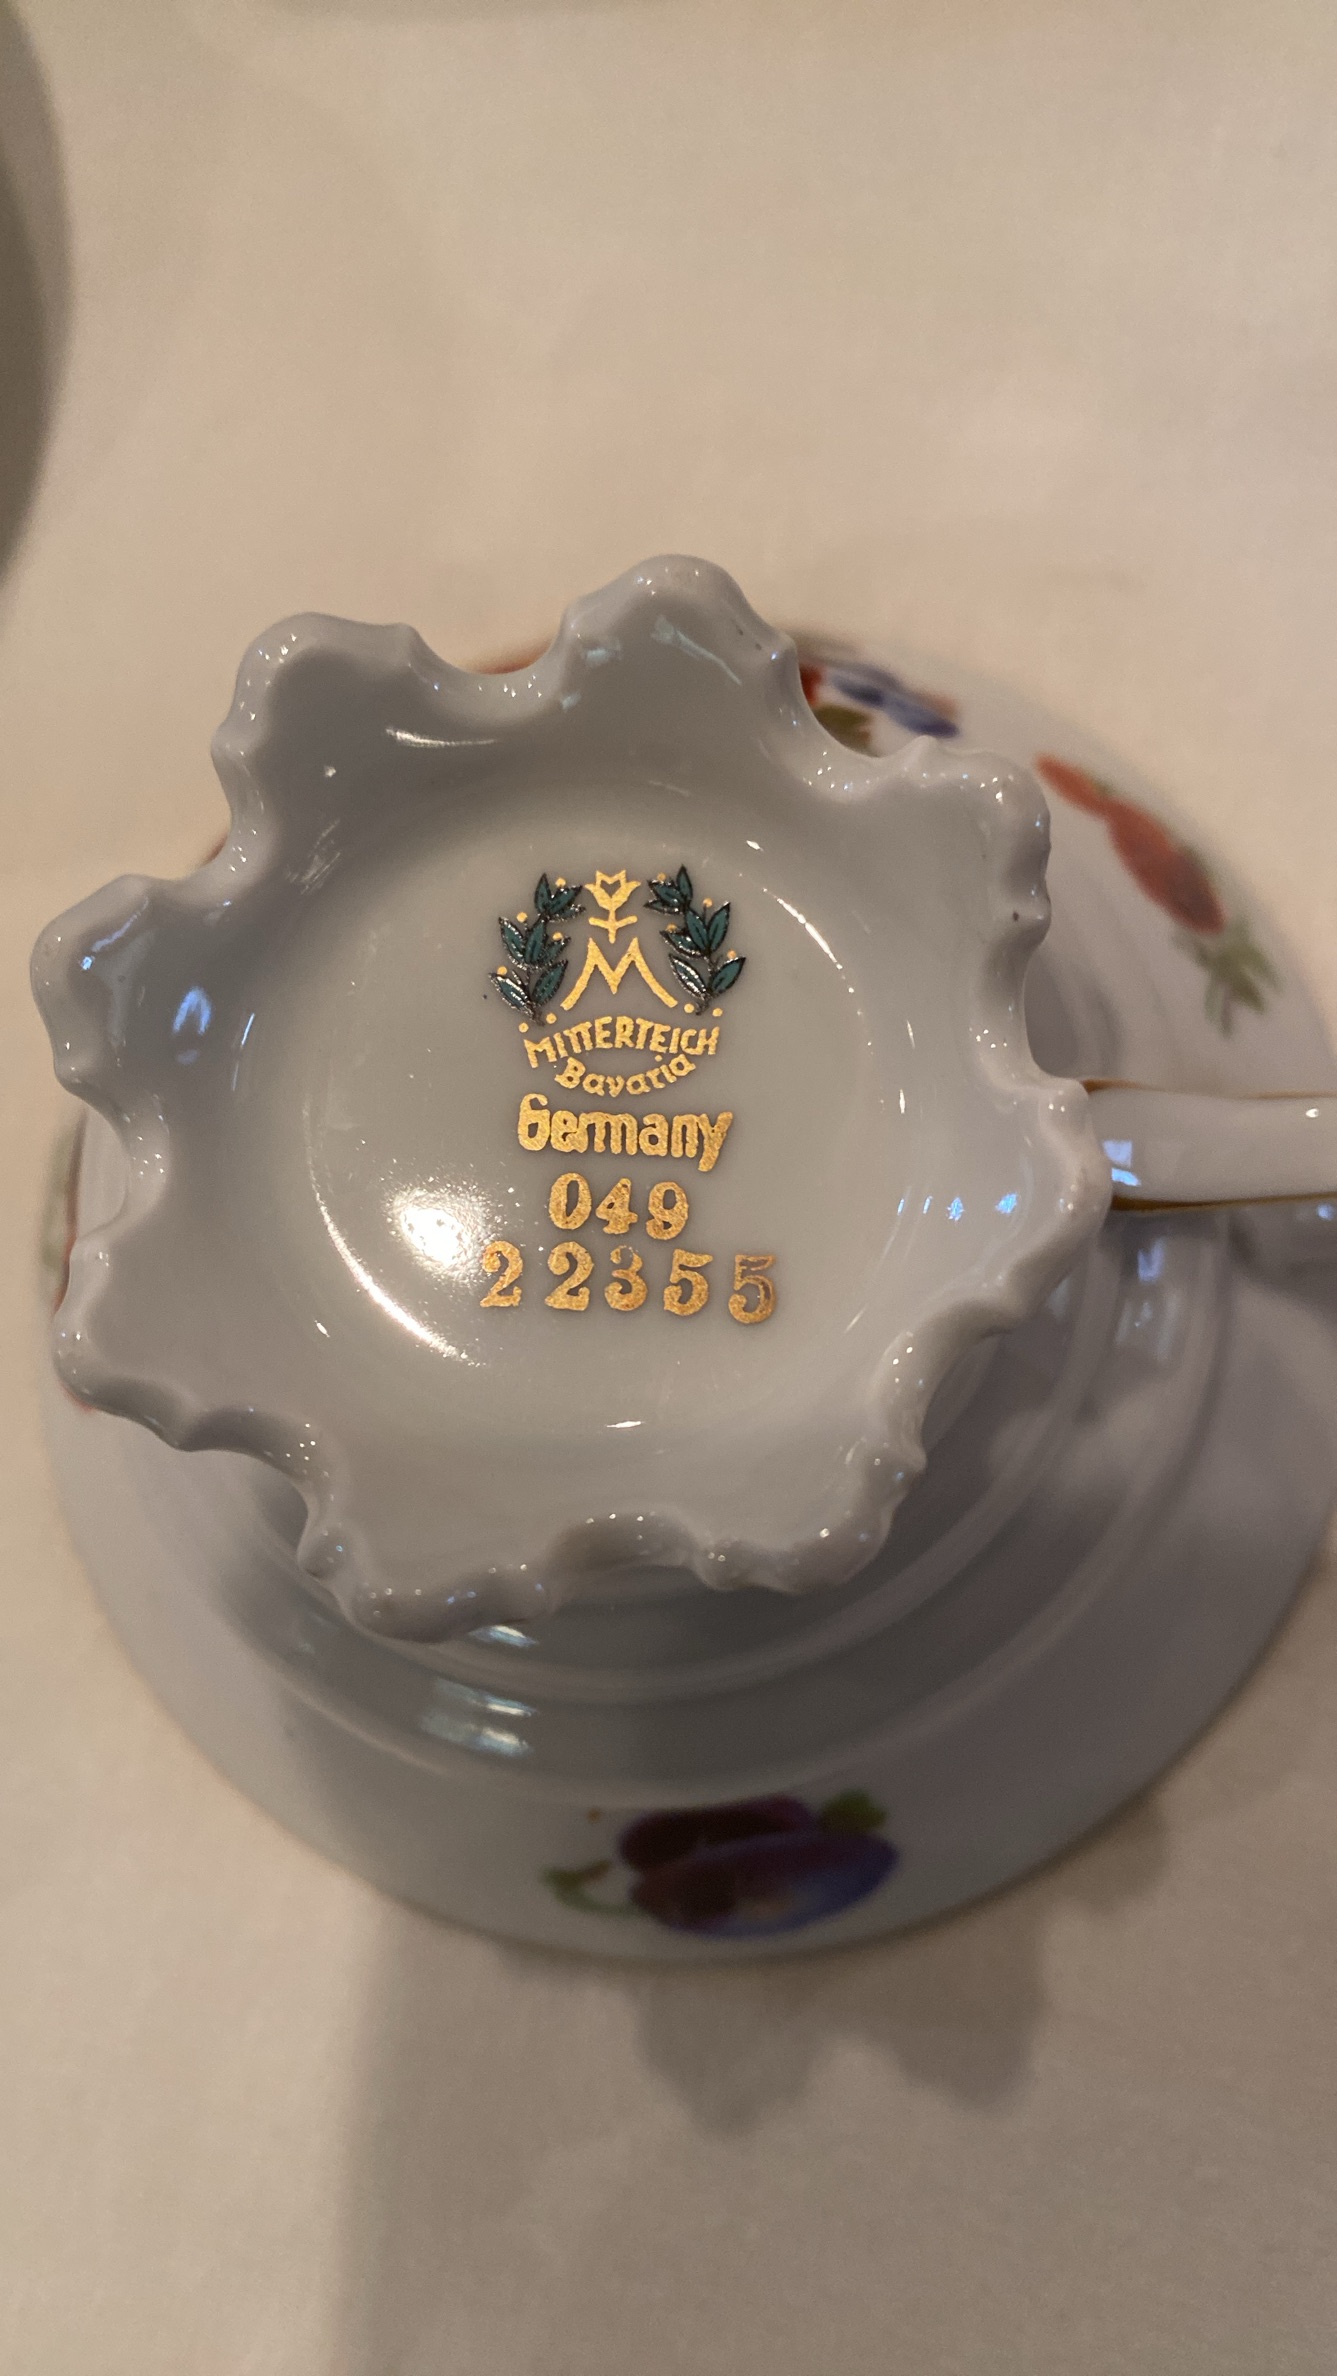 M
MITTERTEICH
Bavaria
Germany
049
22355